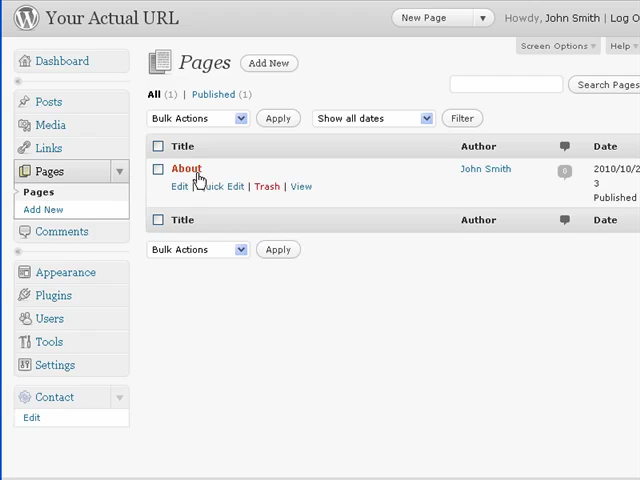 Your Actual URL
New Page
Howdy, John Smith | Log O
Screen Options
Help
Dashboard
Posts
Media
Links
Pages
Pages
Add New
Comments
Appearance
Plugins
Users
Tools
Settings
Contact
Edit
Pages
Add New
Search Pages
All (1) | Published (1)
Bulk Actions
Apply
Show all dates
Filter
Title
Author
Date
About
John Smith
0
2010/10/2
3
Published
Edit | Quick Edit | Trash | View
Title
Author
Date
Bulk Actions
Apply